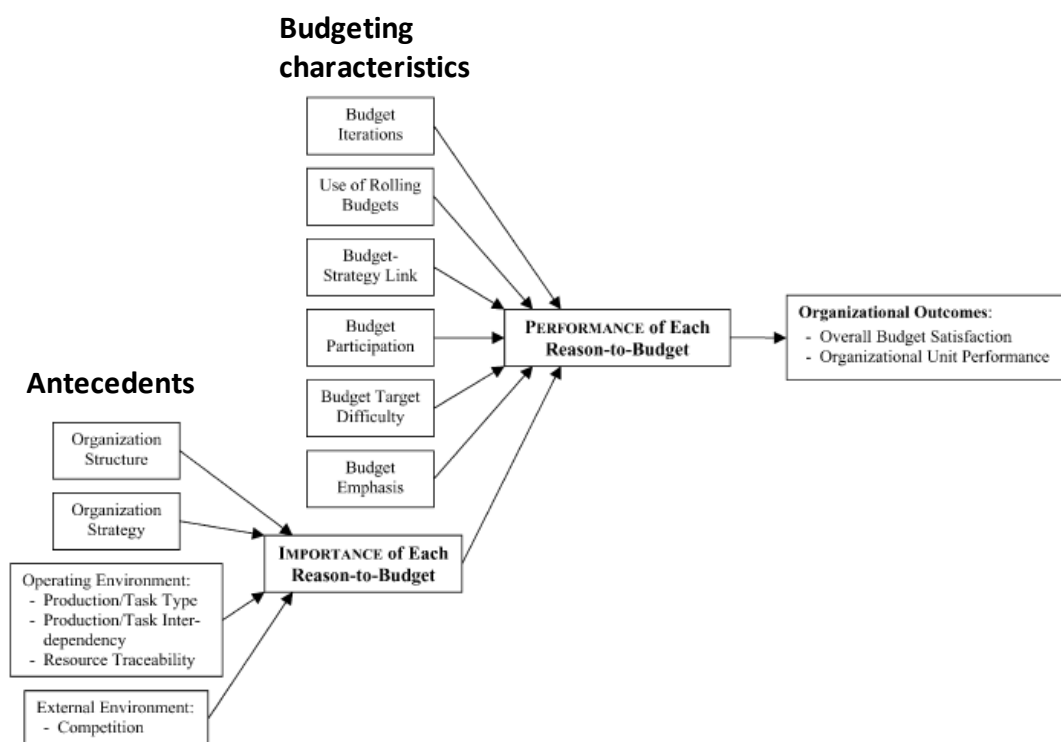 Budgeting
characteristics
Budget
Iterations
Use of Rolling
Budgets
Budget-
Strategy Link
Budget
Participation
Budget Target
Difficulty
Budget
Emphasis
PERFORMANCE of Each
Reason-to-Budget
Organizational Outcomes:
- Overall Budget Satisfaction
- Organizational Unit Performance
Antecedents
Organization
Structure
Organization
Strategy
Operating Environment:
- Production/Task Type
- Production/Task Inter-
dependency
- Resource Traceability
External Environment:
- Competition
IMPORTANCE of Each
Reason-to-Budget